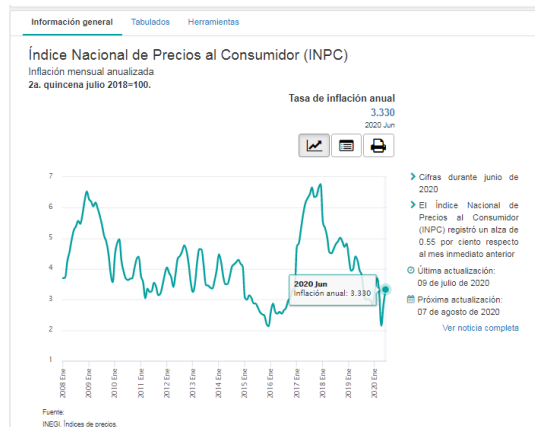 Información general Tabulados Herramientas
Índice Nacional de Precios al Consumidor (INPC)
Inflación mensual anualizada
2a. quincena julio 2018=100.
Tasa de inflación anual
3.330
2020 Jun
7
6
5
4
3
2
1
2020 Jun
Inflación anual: 3.330
2008 Ene
2009 Ene
2010 Ene
2011 Ene
2012 Ene
2013 Ene
2014 Ene
2015 Ene
2016 Ene
2017 Ene
2018 Ene
2019 Ene
2020 Ene
Cifras durante junio de
2020
El Índice Nacional de
Precios al Consumidor
(INPC) registró un alza de
0.55 por ciento respecto
al mes inmediato anterior
Última actualización:
09 de julio de 2020
Próxima actualización:
07 de agosto de 2020
Ver noticia completa
Fuente:
INEGI. Índices de precios.